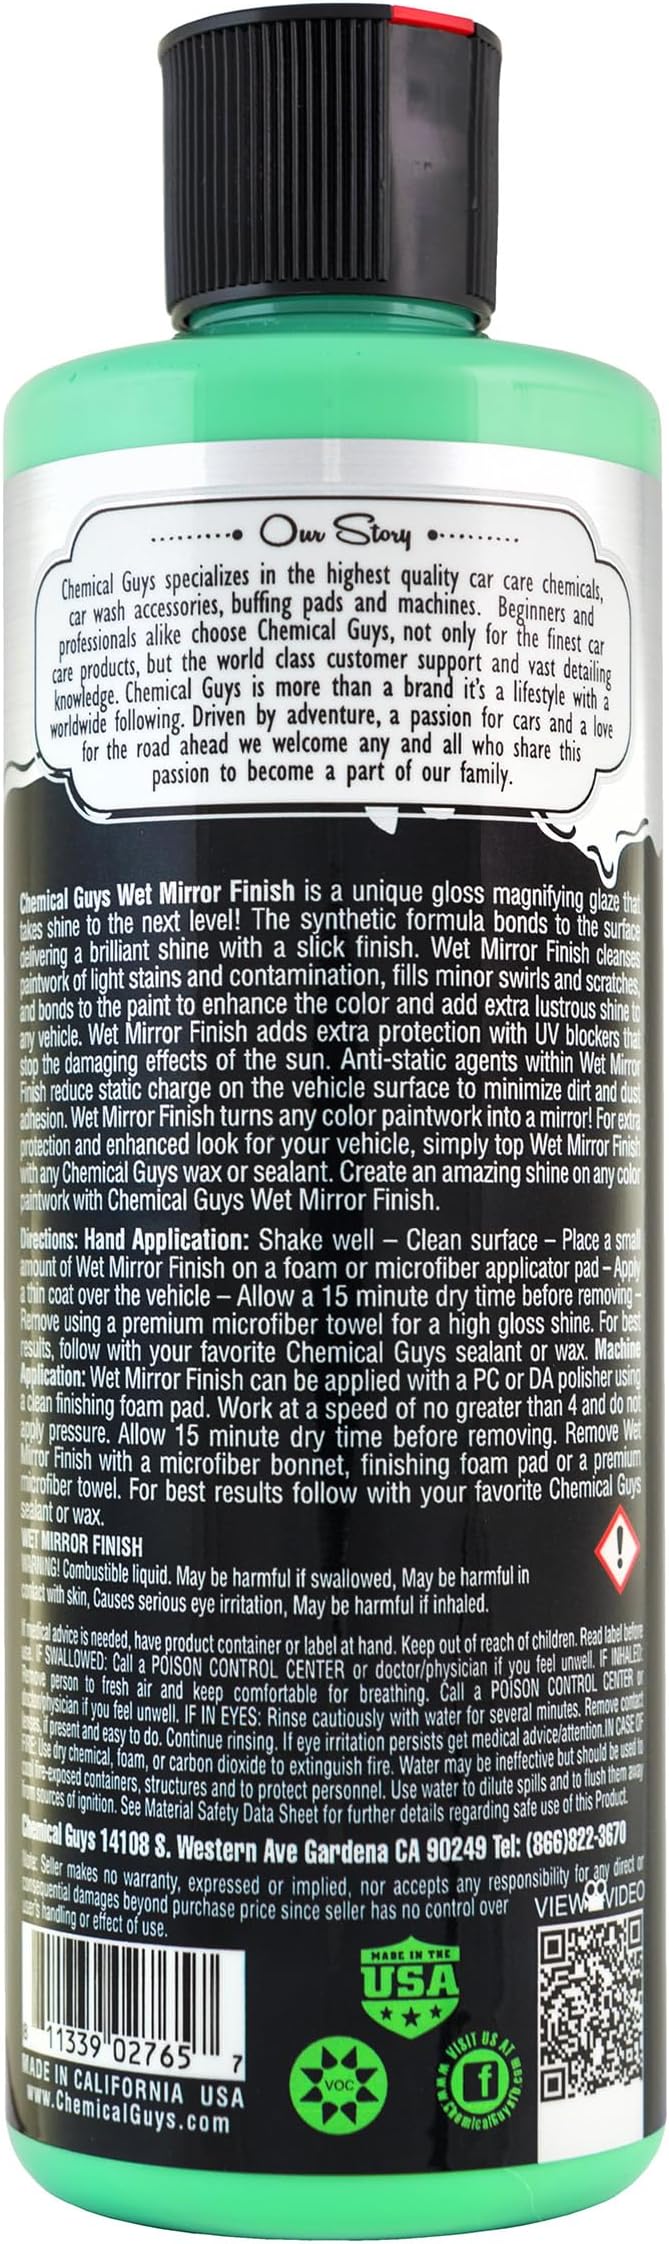 Our Story
Chemical Guys specializes in the highest quality car care chemicals,
car wash accessories, buffing pads and machines. Beginners and
professionals alike choose Chemical Guys, not only for the finest car
care products, but the world class customer support and vast detailing
knowledge. Chemical Guys is more than a brand it's a lifestyle with a
worldwide following. Driven by adventure, a passion for cars and a love
for the road ahead we welcome any and all who share this
passion to become a part of our family.
Chemical Guys Wet Mirror Finish is a unique gloss magnifying glaze that
takes shine to the next level! The synthetic formula bonds to the surface
delivering a brilliant shine with a slick finish. Wet Mirror Finish cleanses
paintwork of light stains and contamination, fills minor swirls and scratches,
and bonds to the paint to enhance the color and add extra lustrous shine to
any vehicle. Wet Mirror Finish adds extra protection with UV blockers that
stop the damaging effects of the sun. Anti-static agents within Wet Mirror
Finish reduce static charge on the vehicle surface to minimize dirt and dust
adhesion. Wet Mirror Finish turns any color paintwork into a mirror! For extra
protection and enhanced look for your vehicle, simply top Wet Mirror Finish
with any Chemical Guys wax or sealant. Create an amazing shine on any color
paintwork with Chemical Guys Wet Mirror Finish.
Directions: Hand Application: Shake well – Clean surface – Place a small
amount of Wet Mirror Finish on a foam or microfiber applicator pad – Apply
a thin coat over the vehicle – Allow a 15 minute dry time before removing –
Remove using a premium microfiber towel for a high gloss shine. For best
results, follow with your favorite Chemical Guys sealant or wax. Machine
Application: Wet Mirror Finish can be applied with a PC or DA polisher using
a clean finishing foam pad. Work at a speed of no greater than 4 and do not
apply pressure. Allow 15 minute dry time before removing. Remove Wet
Mirror Finish with a microfiber bonnet, finishing foam pad or a premium
microfiber towel. For best results follow with your favorite Chemical Guys
sealant or wax.
WET MIRROR FINISH
WARNING! Combustible liquid. May be harmful if swallowed, May be harmful in
contact with skin, Causes serious eye irritation, May be harmful if inhaled.
If medical advice is needed, have product container or label at hand. Keep out of reach of children. Read label before
use. IF SWALLOWED: Call a POISON CONTROL CENTER or doctor/physician if you feel unwell. IF INHALED:
Remove person to fresh air and keep comfortable for breathing. Call a POISON CONTROL CENTER or
doctor/physician if you feel unwell. IF IN EYES: Rinse cautiously with water for several minutes. Remove contact
lenses, if present and easy to do. Continue rinsing. If eye irritation persists get medical advice/attention.IN CASE OF
FIRE: Use dry chemical, foam, or carbon dioxide to extinguish fire. Water may be ineffective but should be used to
cool fire-exposed containers, structures and to protect personnel. Use water to dilute spills and to flush them away
from sources of ignition. See Material Safety Data Sheet for further details regarding safe use of this Product.
Chemical Guys 14108 S. Western Ave Gardena CA 90249 Tel: (866)822-3670
Note: Seller makes no warranty, expressed or implied, nor accepts any responsibility for any direct or
consequential damages beyond purchase price since seller has no control over
user's handling or effect of use.
VIEW VIDEO
8 11339 02765 7
MADE IN CALIFORNIA USA
www.ChemicalGuys.com
MADE IN THE
USA
VOC
VISIT US AT
f